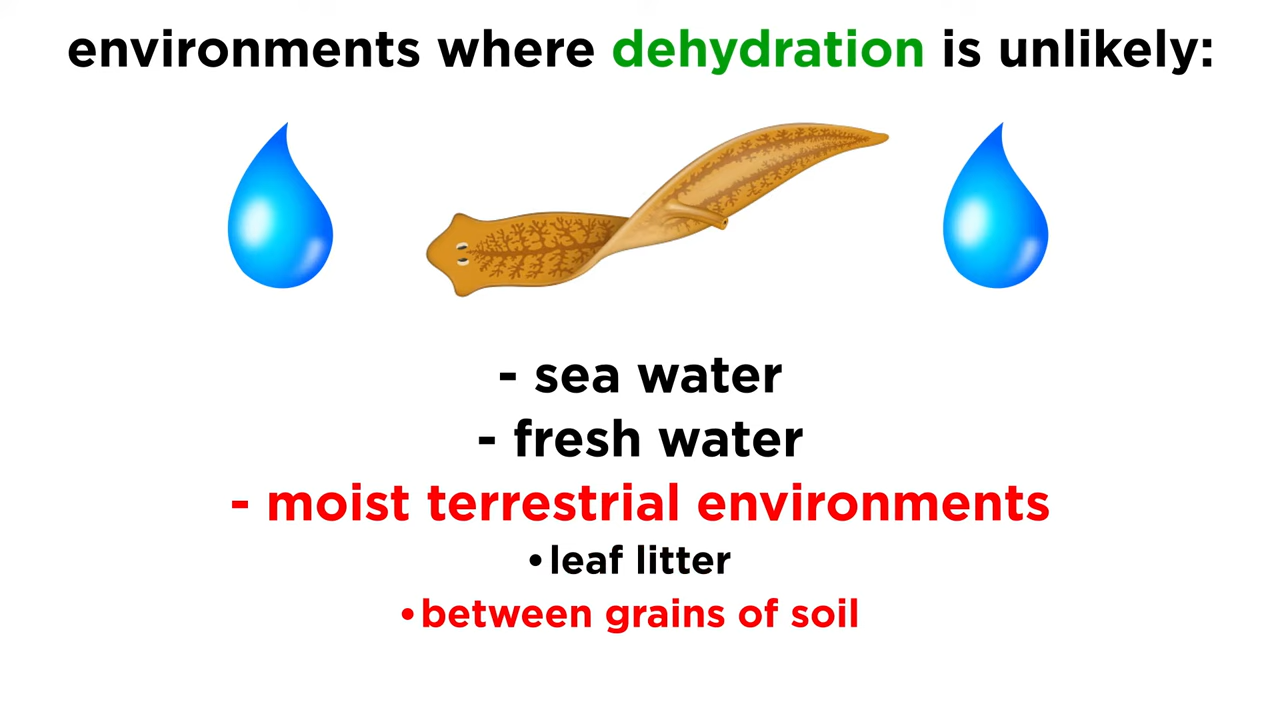 environments where dehydration is unlikely:
- sea water
- fresh water
- moist terrestrial environments
•leaf litter
•between grains of soil